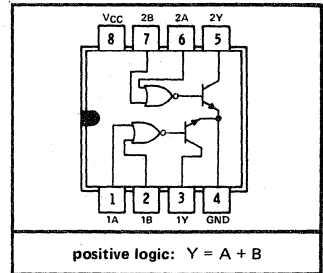 VCC 2B 2A 2Y
8 7 6 5
1 2 3 4
1A 1B 1Y GND
positive logic: Y = A + B